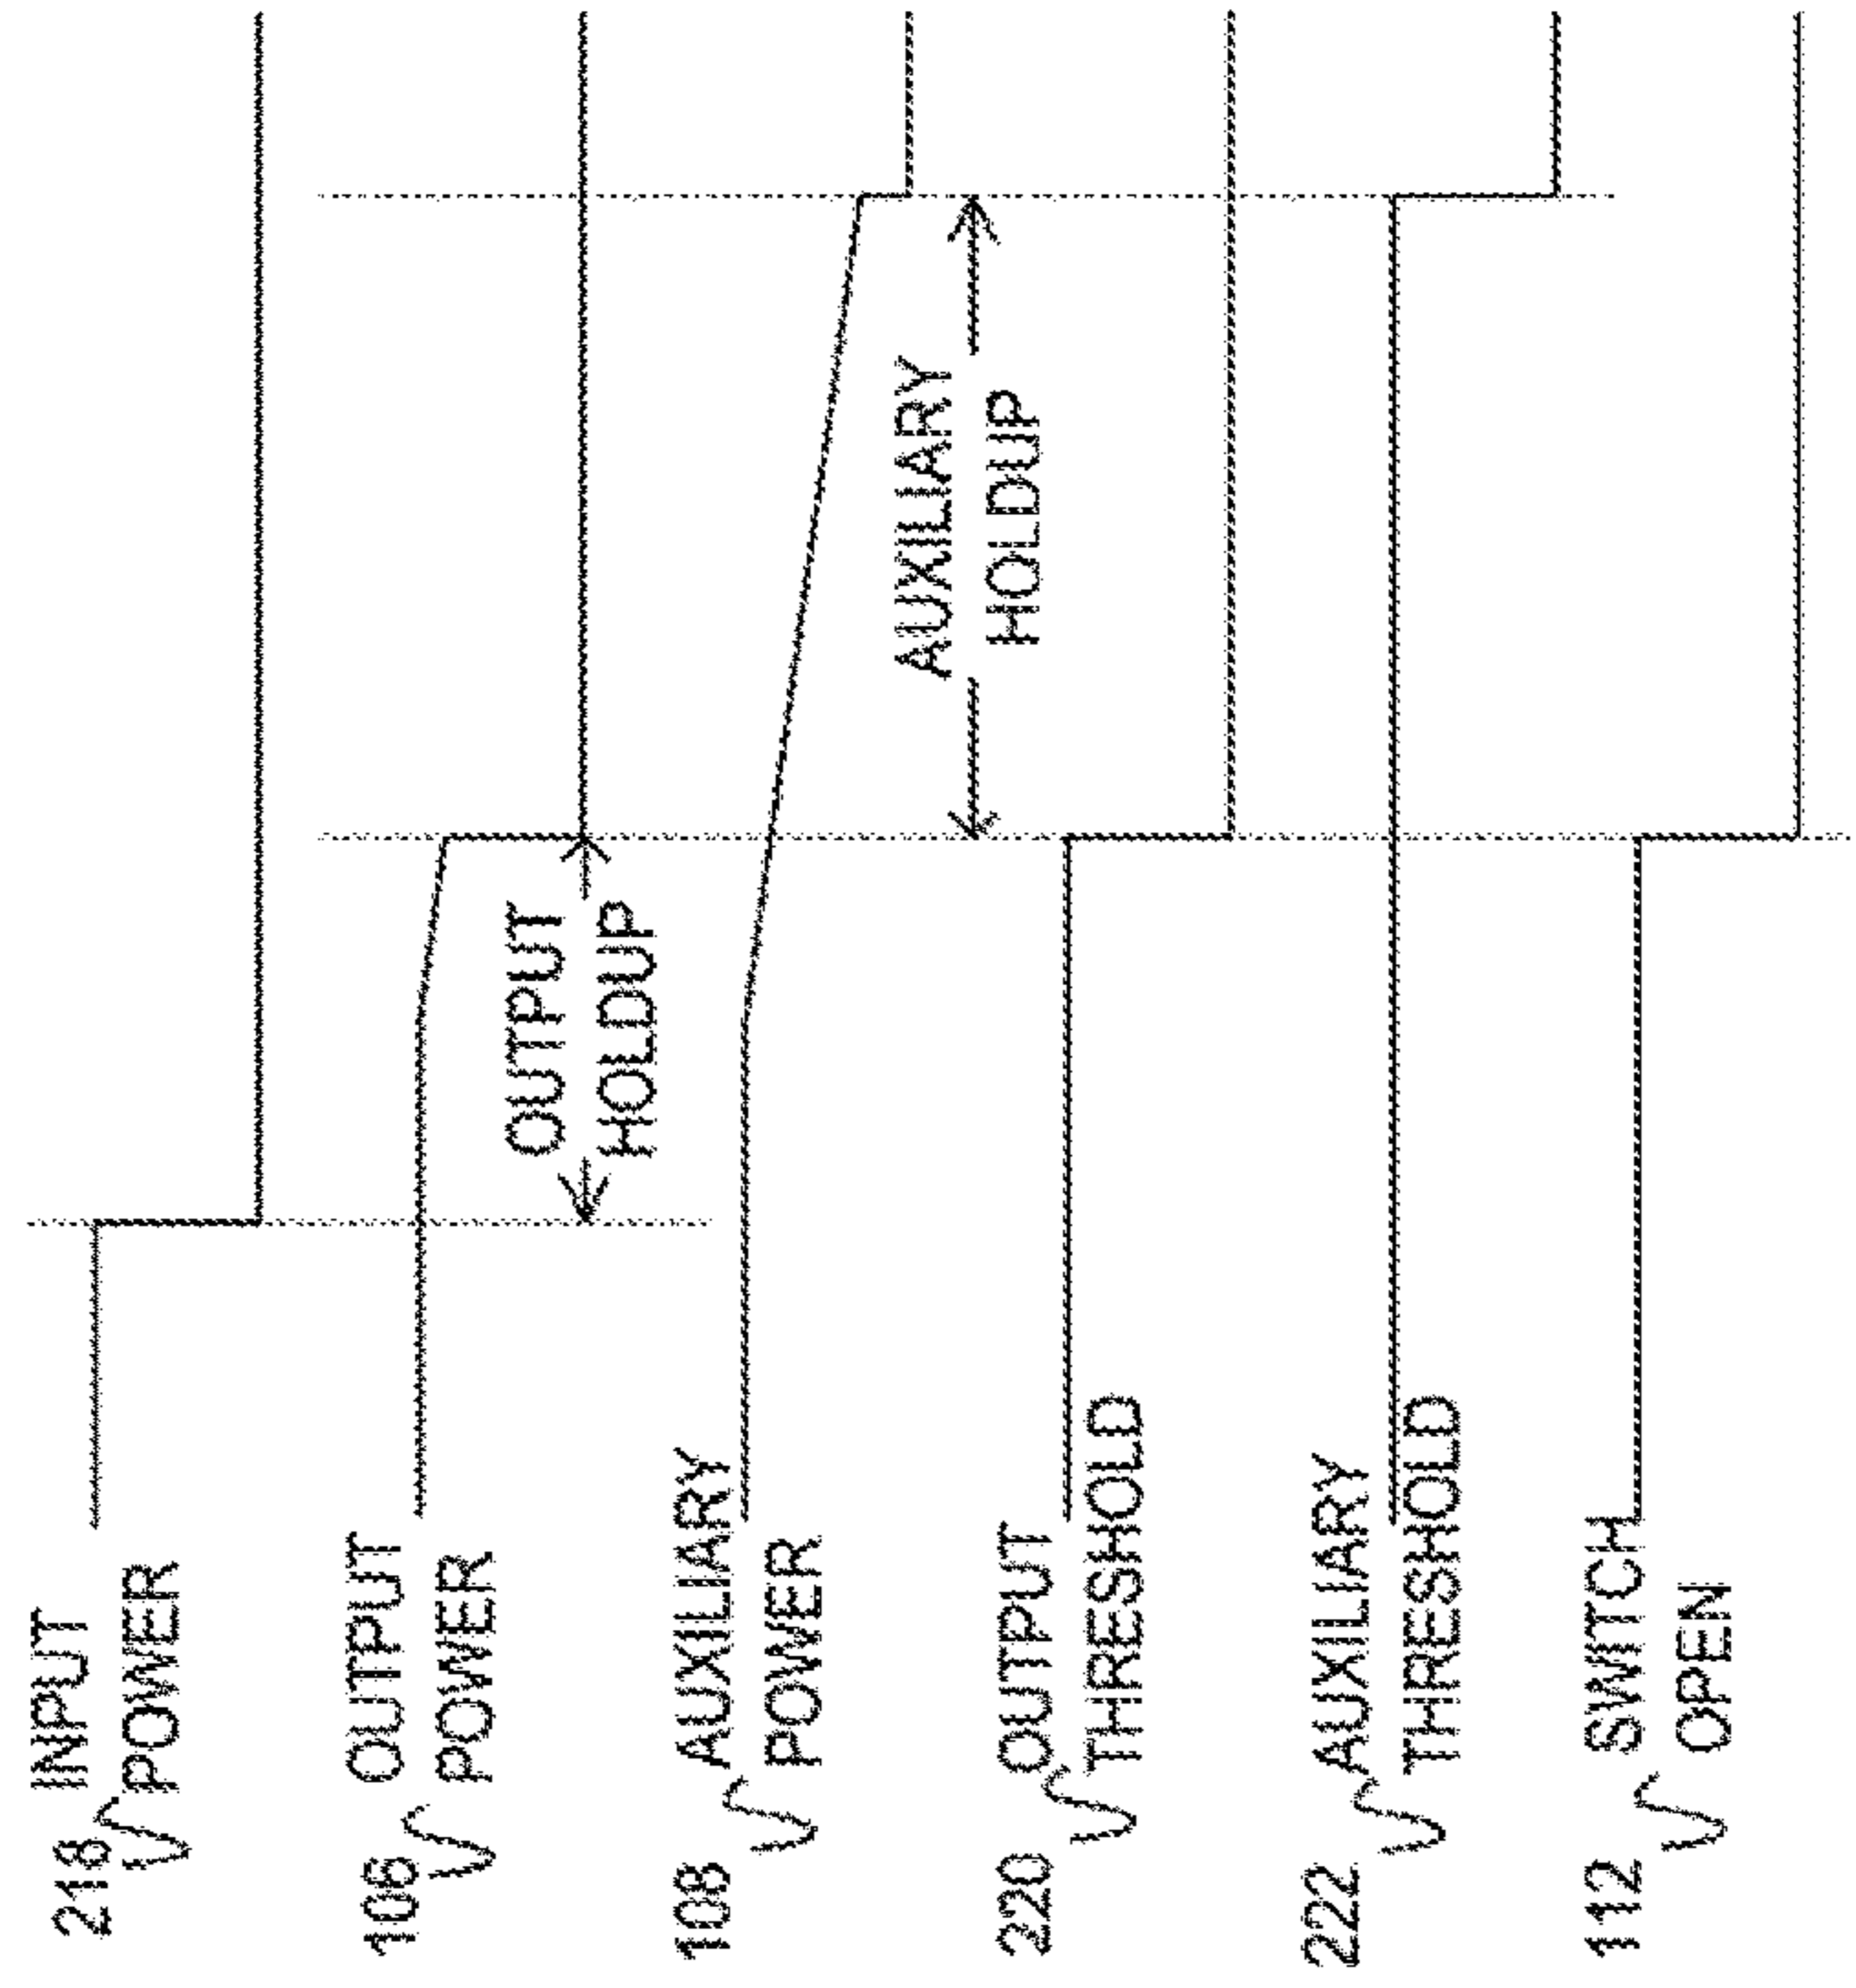 INPUT
218 POWER
OUTPUT
106 POWER
AUXILIARY
108 POWER
OUTPUT
220 THRESHOLD
AUXILIARY
222 THRESHOLD
SWITCH
112 OPEN
OUTPUT
HOLDUP
AUXILIARY
HOLDUP